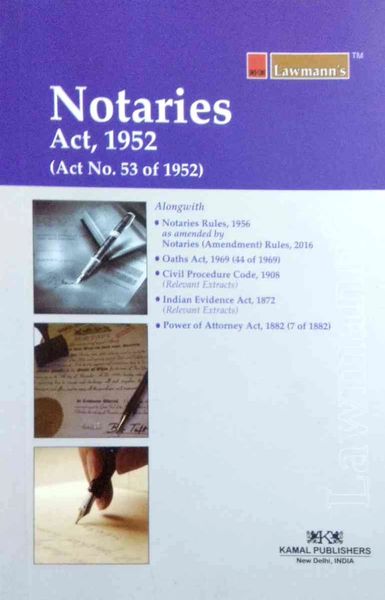 Lawmann's TM
Notaries
Act, 1952
(Act No. 53 of 1952)
Alongwith
• Notaries Rules, 1956
as amended by
Notaries (Amendment) Rules, 2016
• Oaths Act, 1969 (44 of 1969)
• Civil Procedure Code, 1908
(Relevant Extracts)
• Indian Evidence Act, 1872
(Relevant Extracts)
• Power of Attorney Act, 1882 (7 of 1882)
Lawmann's
KAMAL PUBLISHERS
New Delhi, INDIA